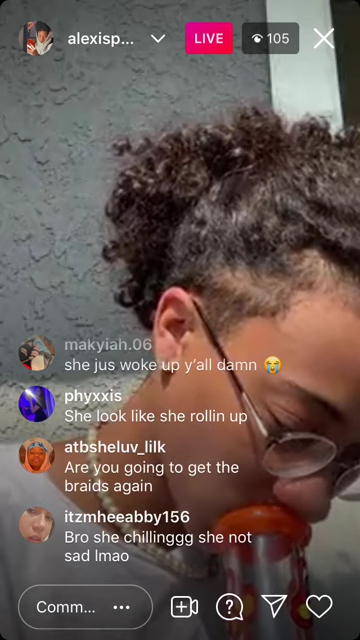 alexisp...
LIVE
105
makyiah.06
she jus woke up y'all damn 😭
phyxxis
She look like she rollin up
atbsheluv_lilk
Are you going to get the
braids again
itzmheeabby156
Bro she chillinggg she not
sad lmao
Comm...